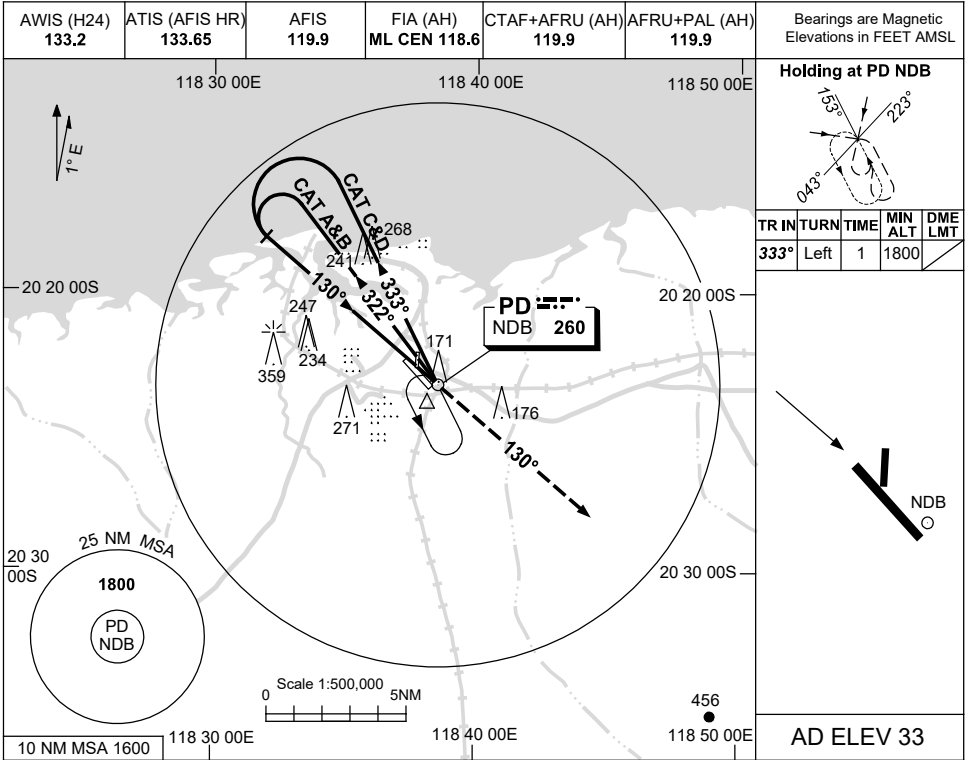 AWIS (H24) ATIS (AFIS HR) AFIS FIA (AH) CTAF+AFRU (AH) AFRU+PAL (AH)
133.2 133.65 119.9 ML CEN 118.6 119.9 119.9
Bearings are Magnetic
Elevations in FEET AMSL
118 30 00E 118 40 00E 118 50 00E
1° E
CAT A&B
CAT C&D
268
241
130°
322°
333°
20 20 00S
20 20 00S
247
234
359
271
171
PD
NDB 260
176
130°
25 NM MSA
1800
PD
NDB
20 30
00S
20 30 00S
Scale 1:500,000
0 5NM
456
10 NM MSA 1600
118 30 00E 118 40 00E 118 50 00E
Holding at PD NDB
153°
223°
043°
TR IN TURN TIME MIN ALT DME LMT
333° Left 1 1800
NDB
AD ELEV 33